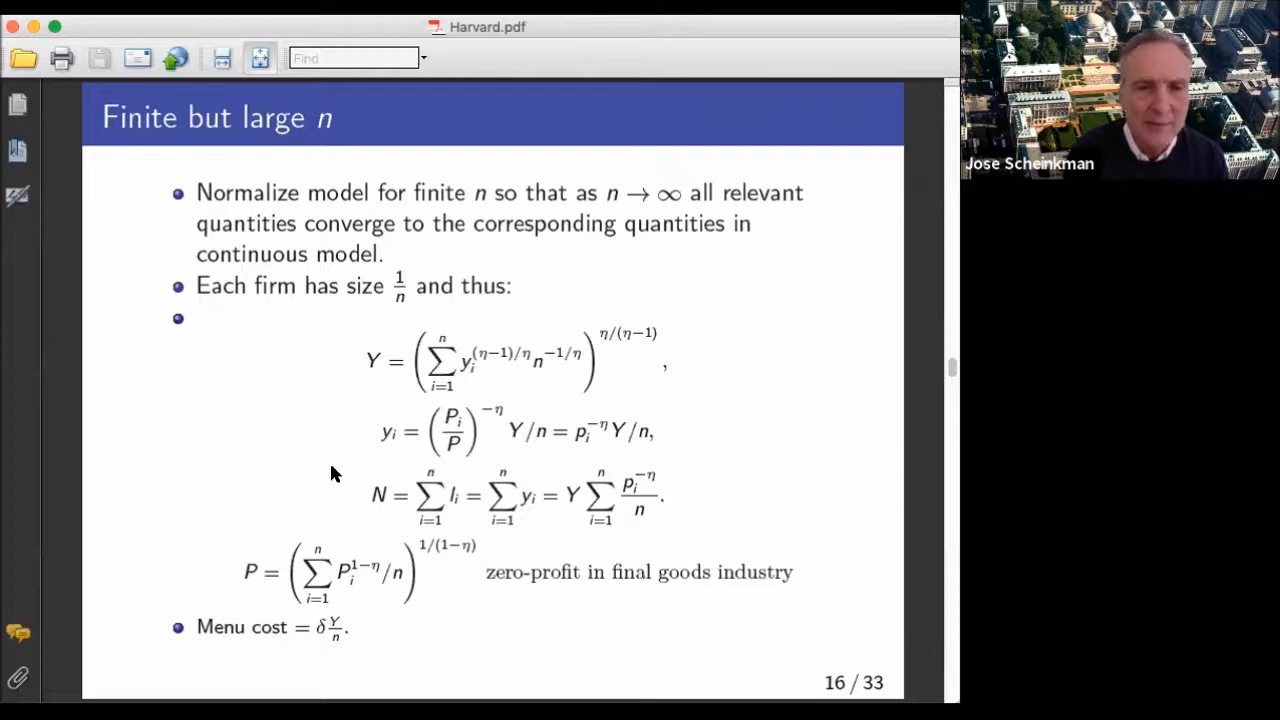 Harvard.pdf
Find
Finite but large n
Normalize model for finite n so that as n → ∞ all relevant
quantities converge to the corresponding quantities in
continuous model.
Each firm has size 1/n and thus:
Y = (∑_{i=1}^{n} y_i^{(η−1)/η} n^{−1/η})^{η/(η−1)},
y_i = (P_i/P)^{−η} Y/n = p_i^{−η} Y/n,
N = ∑_{i=1}^{n} l_i = ∑_{i=1}^{n} y_i = Y ∑_{i=1}^{n} p_i^{−η}/n.
P = (∑_{i=1}^{n} P_i^{1−η}/n)^{1/(1−η)} zero-profit in final goods industry
Menu cost = δ Y/n.
16 / 33
Jose Scheinkman